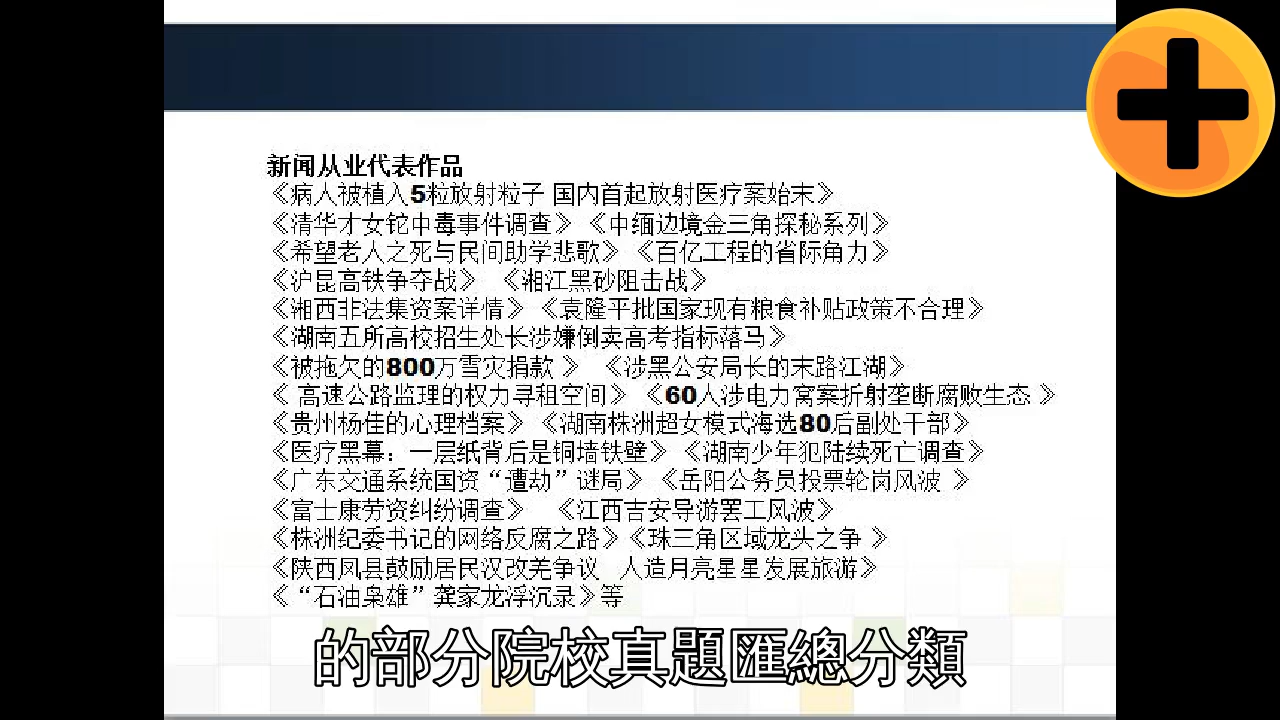 新闻从业代表作品
《病人被植入5粒放射粒子 国内首起放射医疗案始末》
《清华才女铊中毒事件调查》《中缅边境金三角探秘系列》
《希望老人之死与民间助学悲歌》《百亿工程的省际角力》
《沪昆高铁争夺战》 《湘江黑砂阻击战》
《湘西非法集资案详情》《袁隆平批国家现有粮食补贴政策不合理》
《湖南五所高校招生处长涉嫌倒卖高考指标落马》
《被拖欠的800万雪灾捐款 》 《涉黑公安局长的末路江湖》
《 高速公路监理的权力寻租空间》《60人涉电力窝案折射垄断腐败生态 》
《贵州杨佳的心理档案》《湖南株洲超女模式海选80后副处干部》
《医疗黑幕：一层纸背后是铜墙铁壁》《湖南少年犯陆续死亡调查》
《广东交通系统国资“遭劫”谜局》《岳阳公务员投票轮岗风波 》
《富士康劳资纠纷调查》 《江西吉安导游罢工风波》
《株洲纪委书记的网络反腐之路》《珠三角区域龙头之争 》
《陕西凤县鼓励居民汉改羌争议 人造月亮星星发展旅游》
《“石油枭雄”龚家龙浮沉录》等
的部分院校真題匯總分類